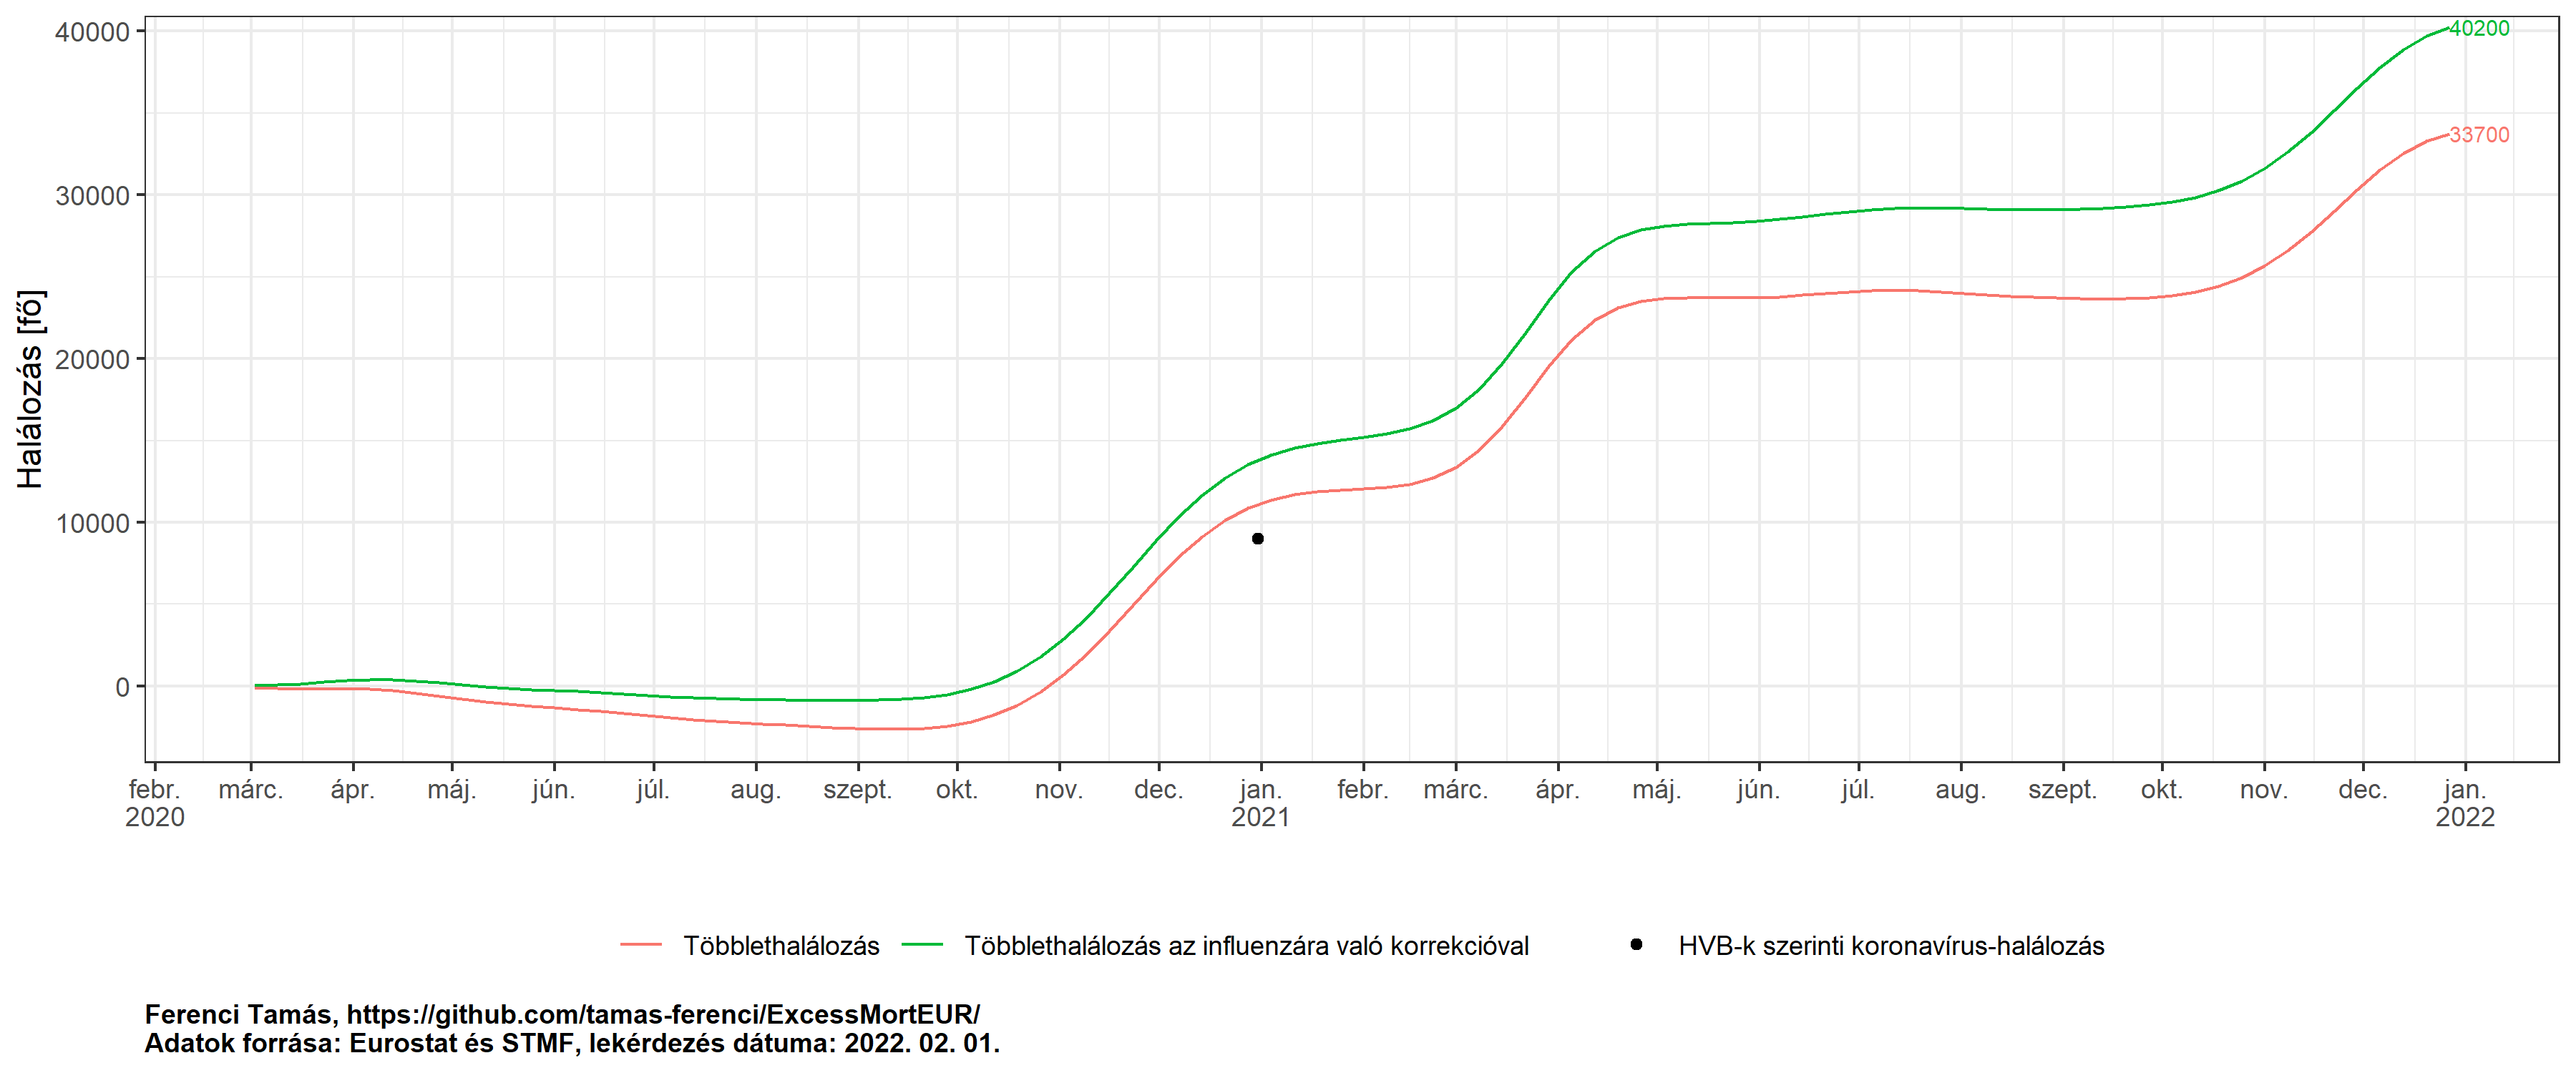 40000
30000
20000
10000
0
Halálozás [fő]
40200
33700
febr. márc. ápr. máj. jún. júl. aug. szept. okt. nov. dec. jan. febr. márc. ápr. máj. jún. júl. aug. szept. okt. nov. dec. jan.
2020 2021 2022
Többlethalálozás Többlethalálozás az influenzára való korrekcióval HVB-k szerinti koronavírus-halálozás
Ferenci Tamás, https://github.com/tamas-ferenci/ExcessMortEUR/
Adatok forrása: Eurostat és STMF, lekérdezés dátuma: 2022. 02. 01.